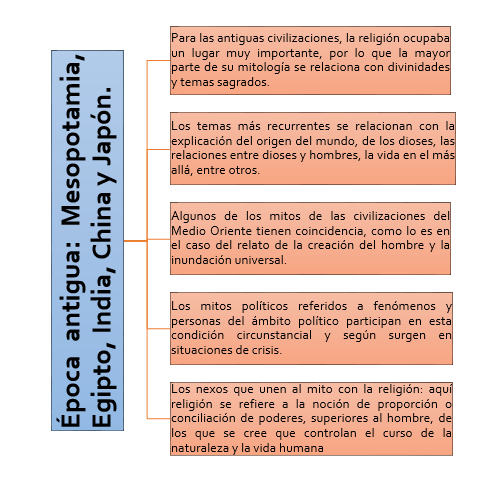 Época antigua: Mesopotamia,
Egipto, India, China y Japón.
Para las antiguas civilizaciones, la religión ocupaba
un lugar muy importante, por lo que la mayor
parte de su mitología se relaciona con divinidades
y temas sagrados.
Los temas más recurrentes se relacionan con la
explicación del origen del mundo, de los dioses, las
relaciones entre dioses y hombres, la vida en el más
allá, entre otros.
Algunos de los mitos de las civilizaciones del
Medio Oriente tienen coincidencia, como lo es en
el caso del relato de la creación del hombre y la
inundación universal.
Los mitos políticos referidos a fenómenos y
personas del ámbito político participan en esta
condición circunstancial y según surgen en
situaciones de crisis.
Los nexos que unen al mito con la religión: aquí
religión se refiere a la noción de proporción o
conciliación de poderes, superiores al hombre, de
los que se cree que controlan el curso de la
naturaleza y la vida humana